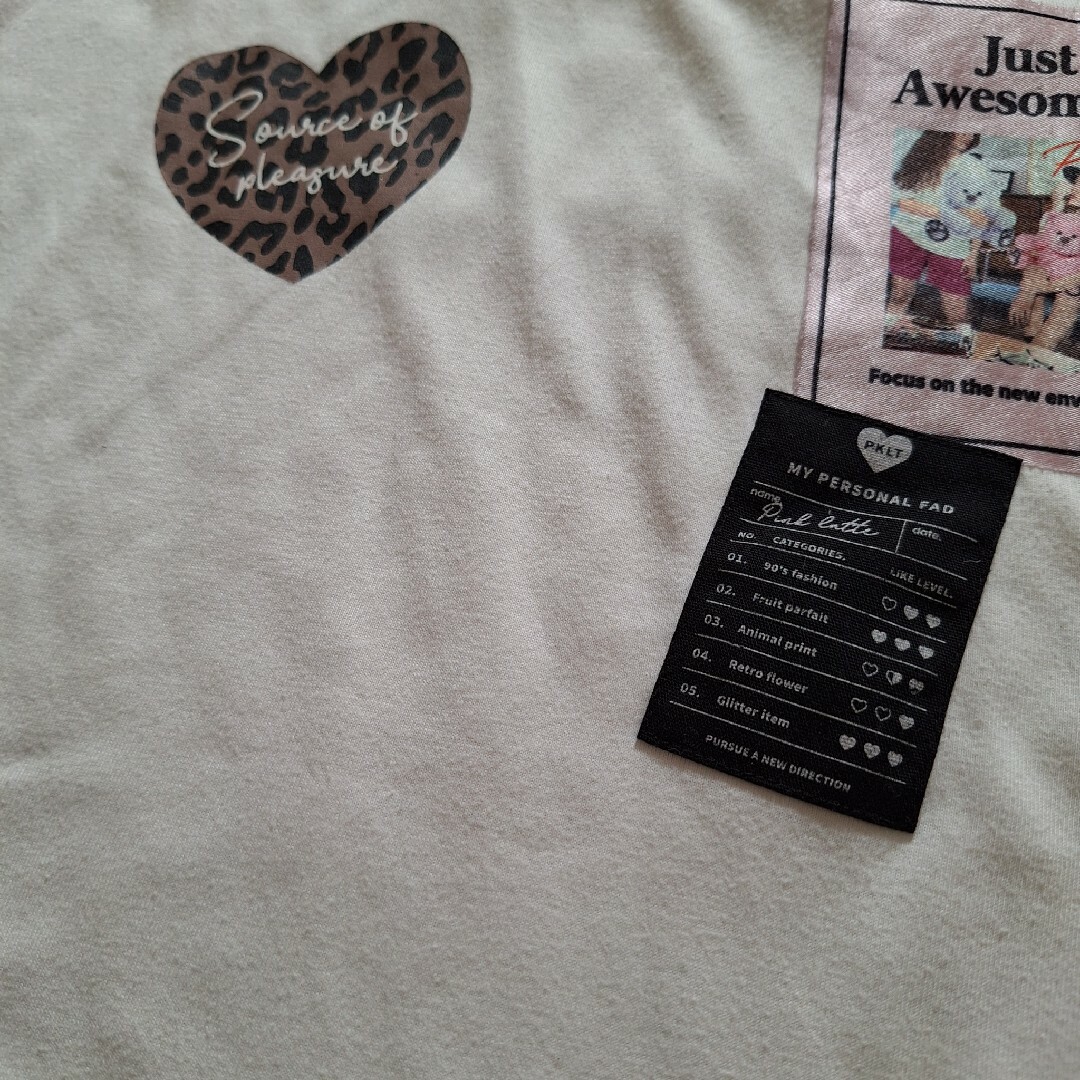 Source of
pleasure
Just
Awesom
Focus on the new env
PKLT
MY PERSONAL FAD
name.
Pink latte
date.
NO. CATEGORIES. LIKE LEVEL.
01. 90's fashion
02. Fruit parfait
03. Animal print
04. Retro flower
05. Glitter item
PURSUE A NEW DIRECTION